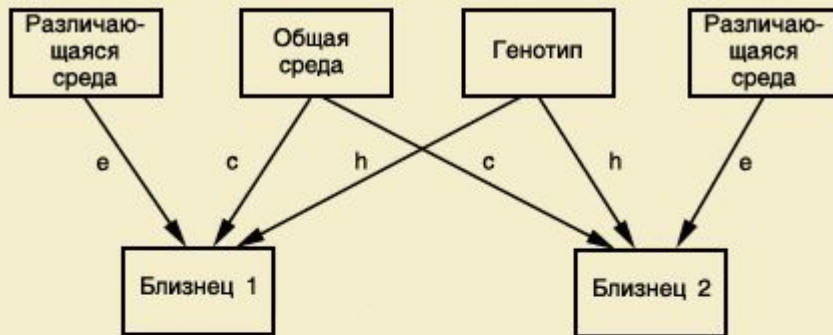 Различаю-
щаяся
среда
Общая
среда
Генотип
Различаю-
щаяся
среда
e
c
h
c
h
e
Близнец 1
Близнец 2